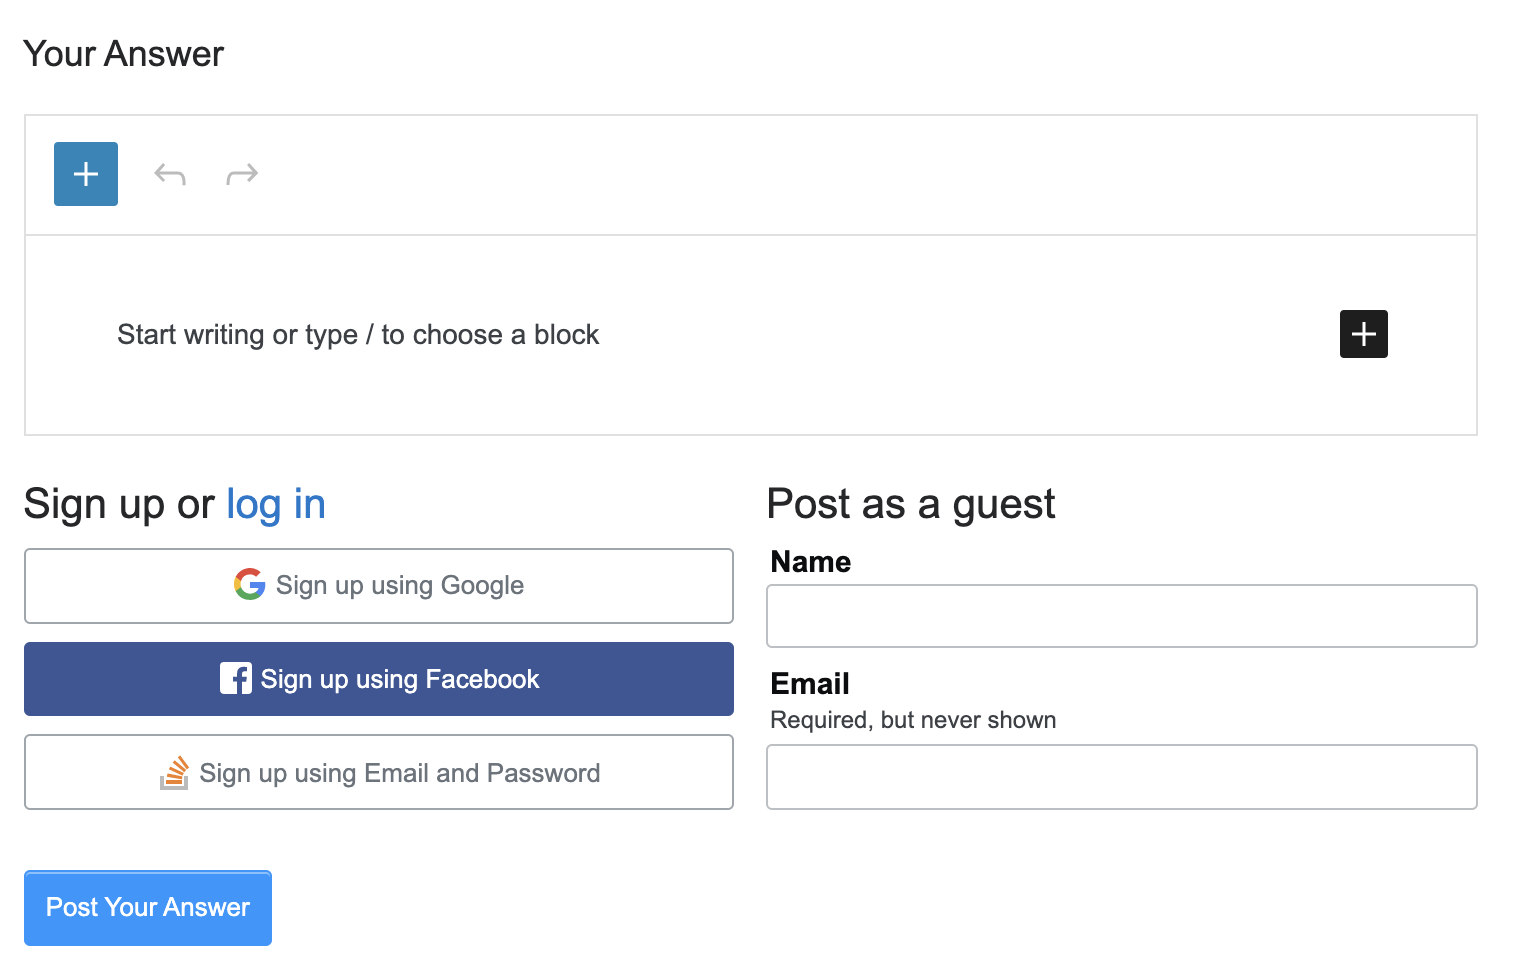 Your Answer
Start writing or type / to choose a block
Sign up or log in
Sign up using Google
Sign up using Facebook
Sign up using Email and Password
Post as a guest
Name
Email
Required, but never shown
Post Your Answer